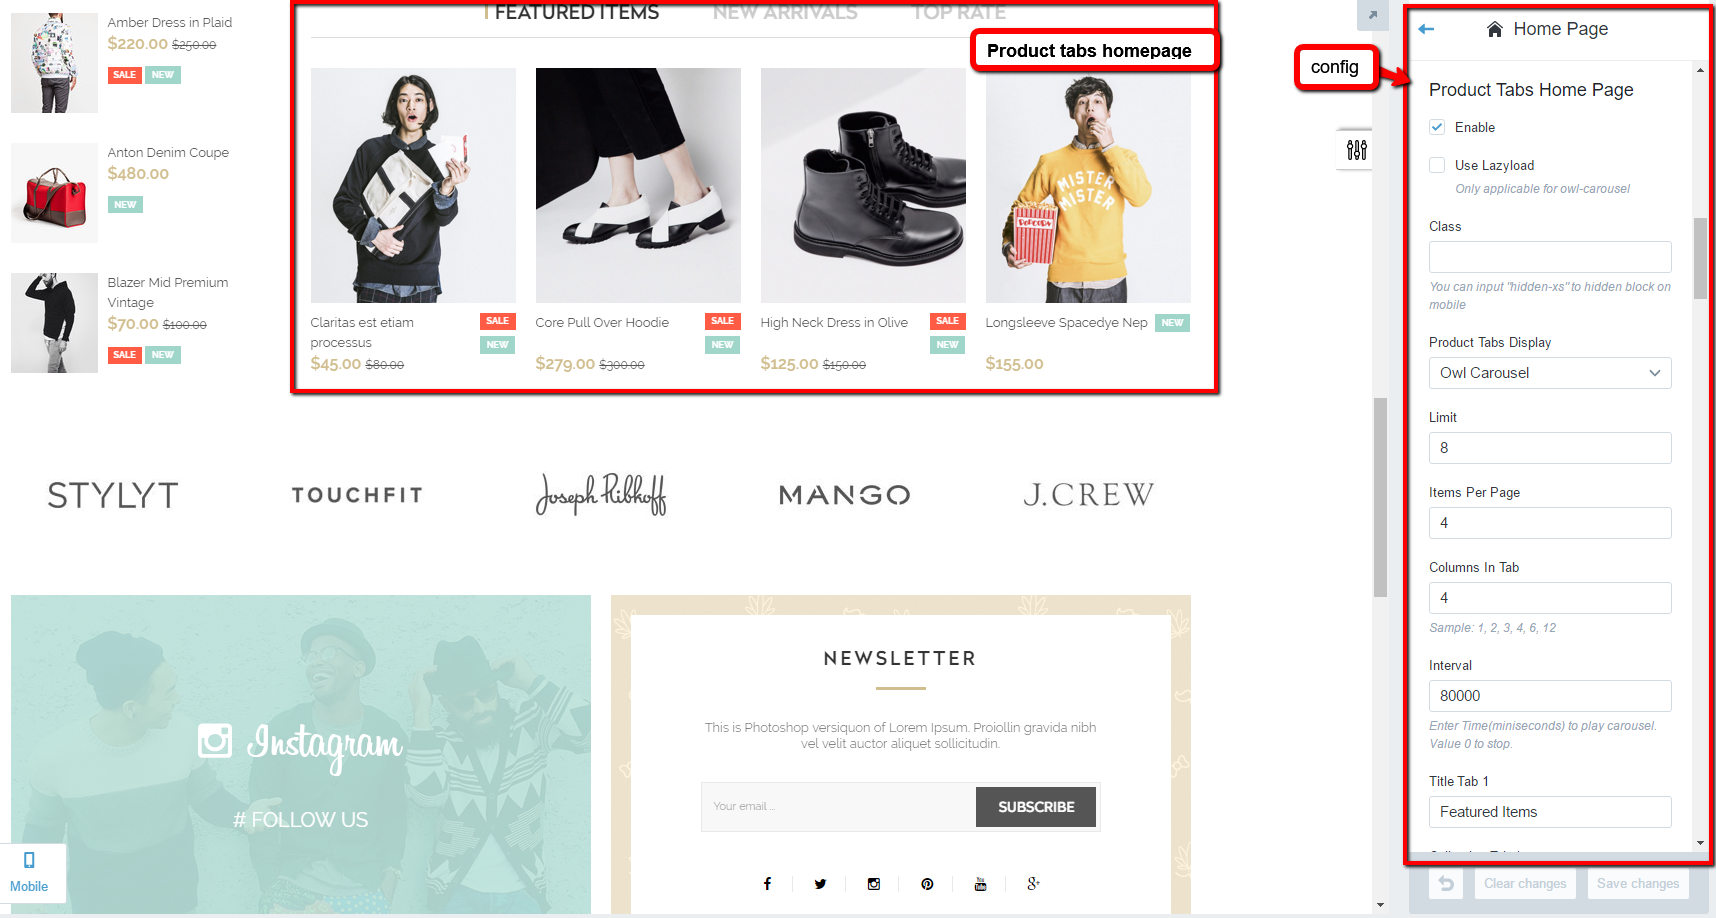 Amber Dress in Plaid
$220.00 $250.00
SALE NEW
Anton Denim Coupe
$480.00
NEW
Blazer Mid Premium
Vintage
$70.00 $100.00
SALE NEW
FEATURED ITEMS NEW ARRIVALS TOP RATE
Product tabs homepage
MISTER
MISTER
POPCORN
Claritas est etiam
processus
SALE
NEW
$45.00 $80.00
Core Pull Over Hoodie
SALE
NEW
$279.00 $300.00
High Neck Dress in Olive
SALE
NEW
$125.00 $150.00
Longsleeve Spacedye Nep
NEW
$155.00
STYLYT TOUCHFIT Joseph Ribkoff MANGO J.CREW
Instagram
# FOLLOW US
Mobile
NEWSLETTER
This is Photoshop versiquon of Lorem Ipsum. Proiollin gravida nibh
vel velit auctor aliquet sollicitudin.
Your email ...
SUBSCRIBE
You
Tube
config
Home Page
Product Tabs Home Page
Enable
Use Lazyload
Only applicable for owl-carousel
Class
You can input "hidden-xs" to hidden block on
mobile
Product Tabs Display
Owl Carousel
Limit
8
Items Per Page
4
Columns In Tab
4
Sample: 1, 2, 3, 4, 6, 12
Interval
80000
Enter Time(miniseconds) to play carousel.
Value 0 to stop.
Title Tab 1
Featured Items
Clear changes
Save changes